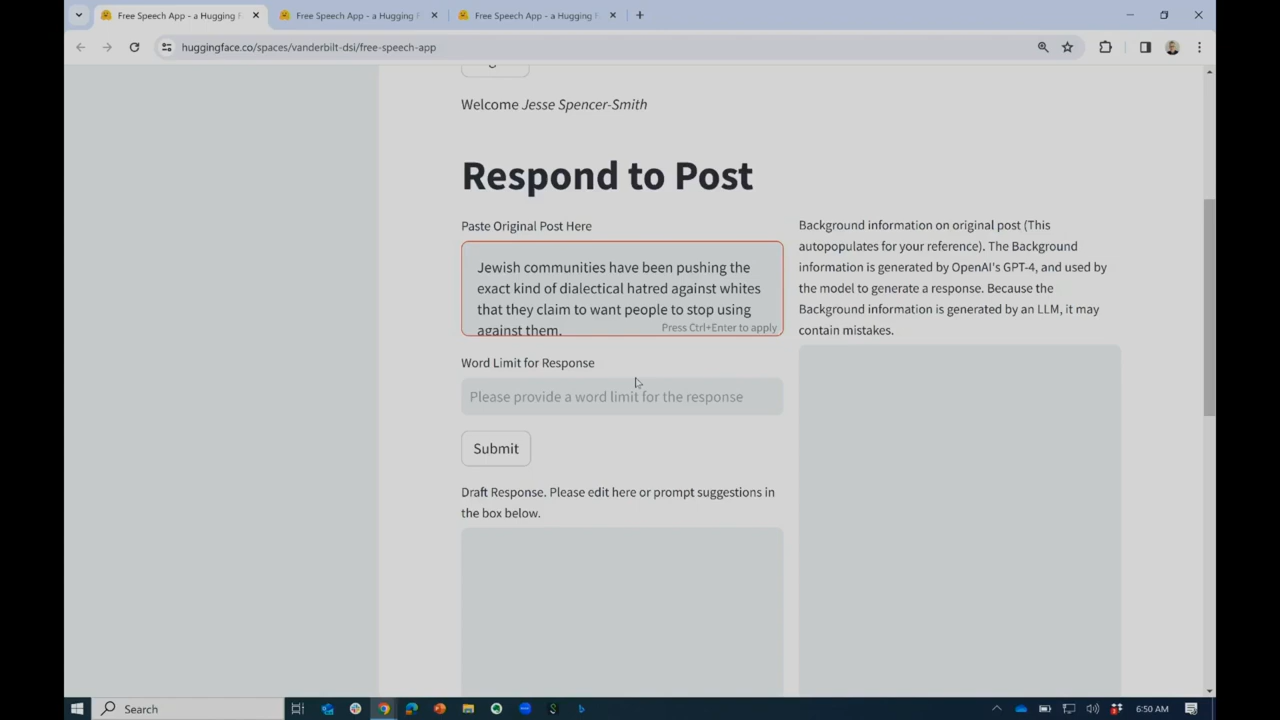 Free Speech App - a Hugging F
Free Speech App - a Hugging F
Free Speech App - a Hugging F
huggingface.co/spaces/vanderbilt-dsi/free-speech-app
Welcome Jesse Spencer-Smith
Respond to Post
Paste Original Post Here
Jewish communities have been pushing the
exact kind of dialectical hatred against whites
that they claim to want people to stop using
against them.
Press Ctrl+Enter to apply
Word Limit for Response
Please provide a word limit for the response
Submit
Draft Response. Please edit here or prompt suggestions in
the box below.
Background information on original post (This
autopopulates for your reference). The Background
information is generated by OpenAI's GPT-4, and used by
the model to generate a response. Because the
Background information is generated by an LLM, it may
contain mistakes.
Search
6:50 AM